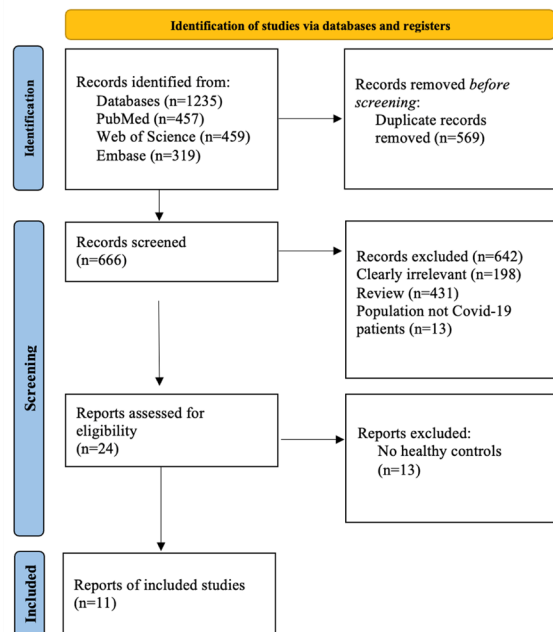 Identification of studies via databases and registers
Identification
Records identified from:
Databases (n=1235)
PubMed (n=457)
Web of Science (n=459)
Embase (n=319)
Records removed before
screening:
Duplicate records
removed (n=569)
Screening
Records screened
(n=666)
Records excluded (n=642)
Clearly irrelevant (n=198)
Review (n=431)
Population not Covid-19
patients (n=13)
Reports assessed for
eligibility
(n=24)
Reports excluded:
No healthy controls
(n=13)
Included
Reports of included studies
(n=11)